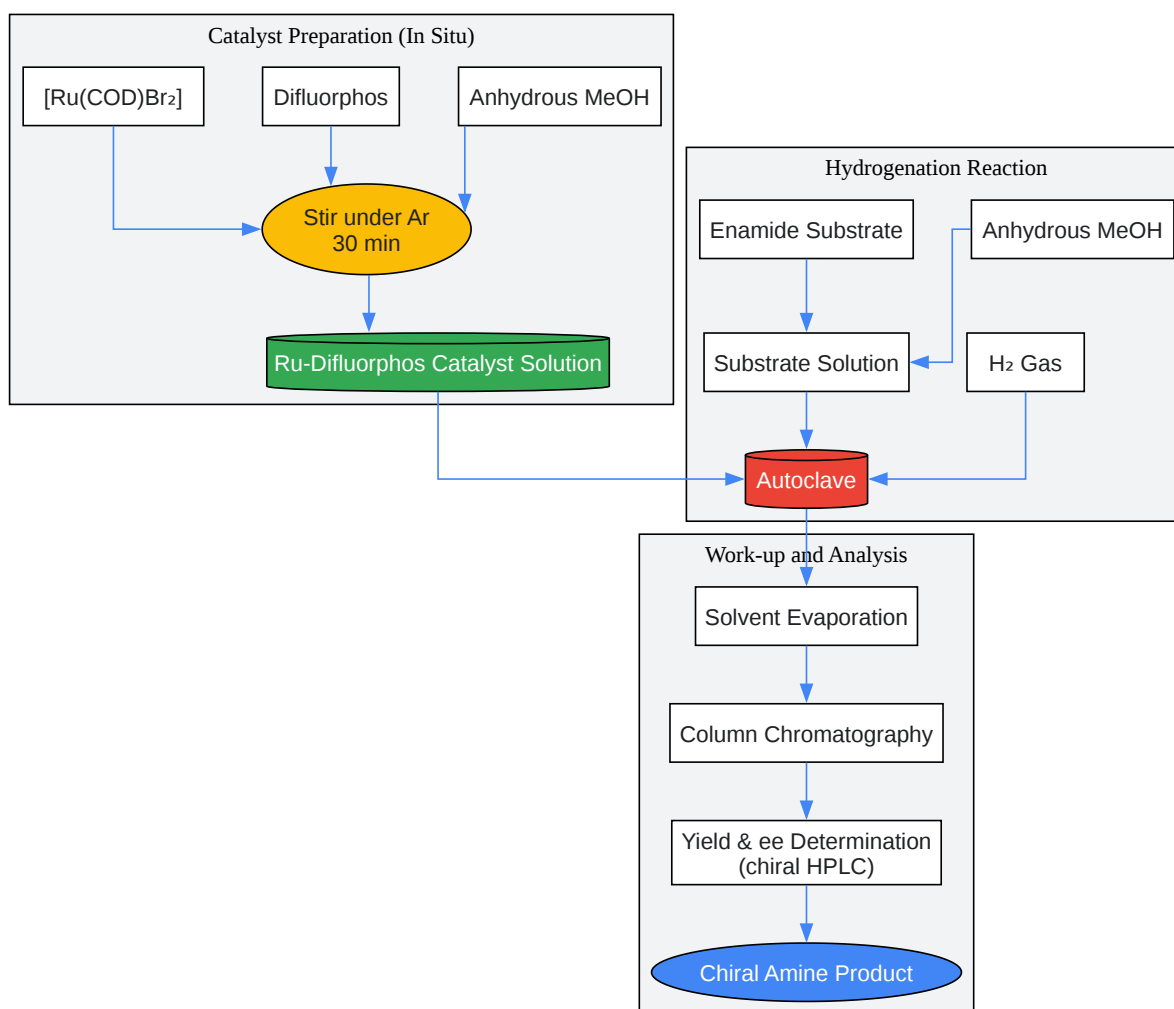 Catalyst Preparation (In Situ)
[Ru(COD)Br₂]
Difluorphos
Anhydrous MeOH
Stir under Ar
30 min
Ru-Difluorphos Catalyst Solution
Hydrogenation Reaction
Enamide Substrate
Anhydrous MeOH
Substrate Solution
H₂ Gas
Autoclave
Work-up and Analysis
Solvent Evaporation
Column Chromatography
Yield & ee Determination
(chiral HPLC)
Chiral Amine Product